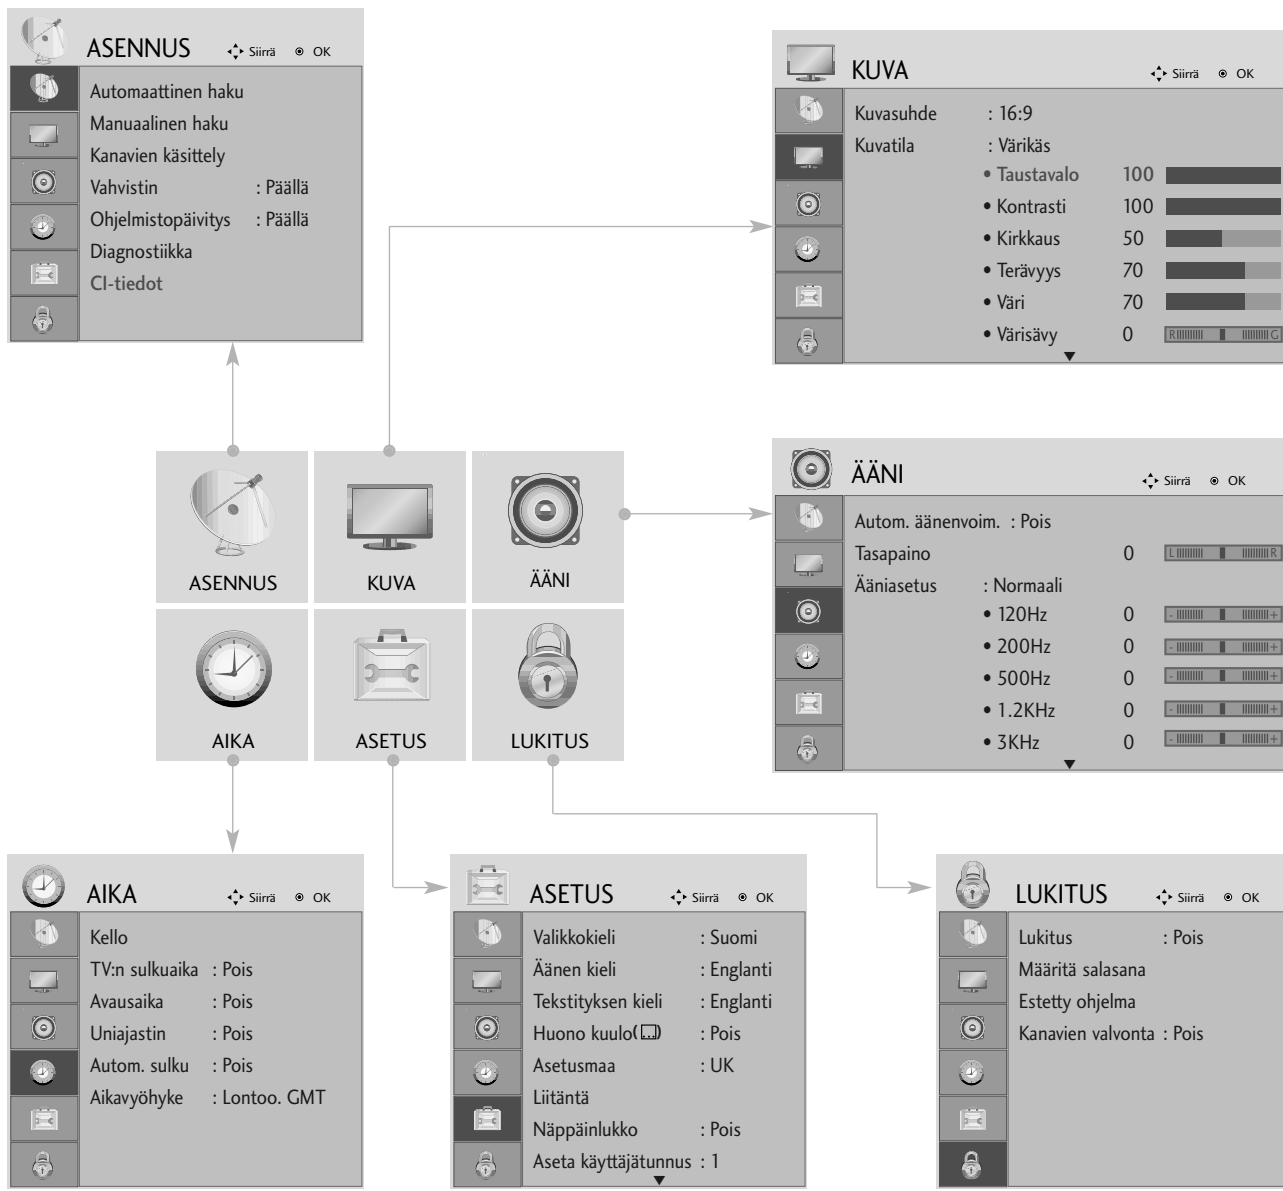 ASENNUS Siirrä OK
Automaattinen haku
Manuaalinen haku
Kanavien käsittely
Vahvistin : Päällä
Ohjelmistopäivitys : Päällä
Diagnostiikka
CI-tiedot
KUVA Siirrä OK
Kuvasuhde : 16:9
Kuvatila : Värikäs
• Taustavalo 100
• Kontrasti 100
• Kirkkaus 50
• Terävyys 70
• Väri 70
• Värisävy 0 R G
ASENNUS KUVA ÄÄNI
AIKA ASETUS LUKITUS
ÄÄNI Siirrä OK
Autom. äänenvoim. : Pois
Tasapaino 0 L R
Ääniasetus : Normaali
• 120Hz 0 - +
• 200Hz 0 - +
• 500Hz 0 - +
• 1.2KHz 0 - +
• 3KHz 0 - +
AIKA Siirrä OK
Kello
TV:n sulkuaika : Pois
Avausaika : Pois
Uniajastin : Pois
Autom. sulku : Pois
Aikavyöhyke : Lontoo. GMT
ASETUS Siirrä OK
Valikkokieli : Suomi
Äänen kieli : Englanti
Tekstityksen kieli : Englanti
Huono kuulo( ) : Pois
Asetusmaa : UK
Liitäntä
Näppäinlukko : Pois
Aseta käyttäjätunnus : 1
LUKITUS Siirrä OK
Lukitus : Pois
Määritä salasana
Estetty ohjelma
Kanavien valvonta : Pois